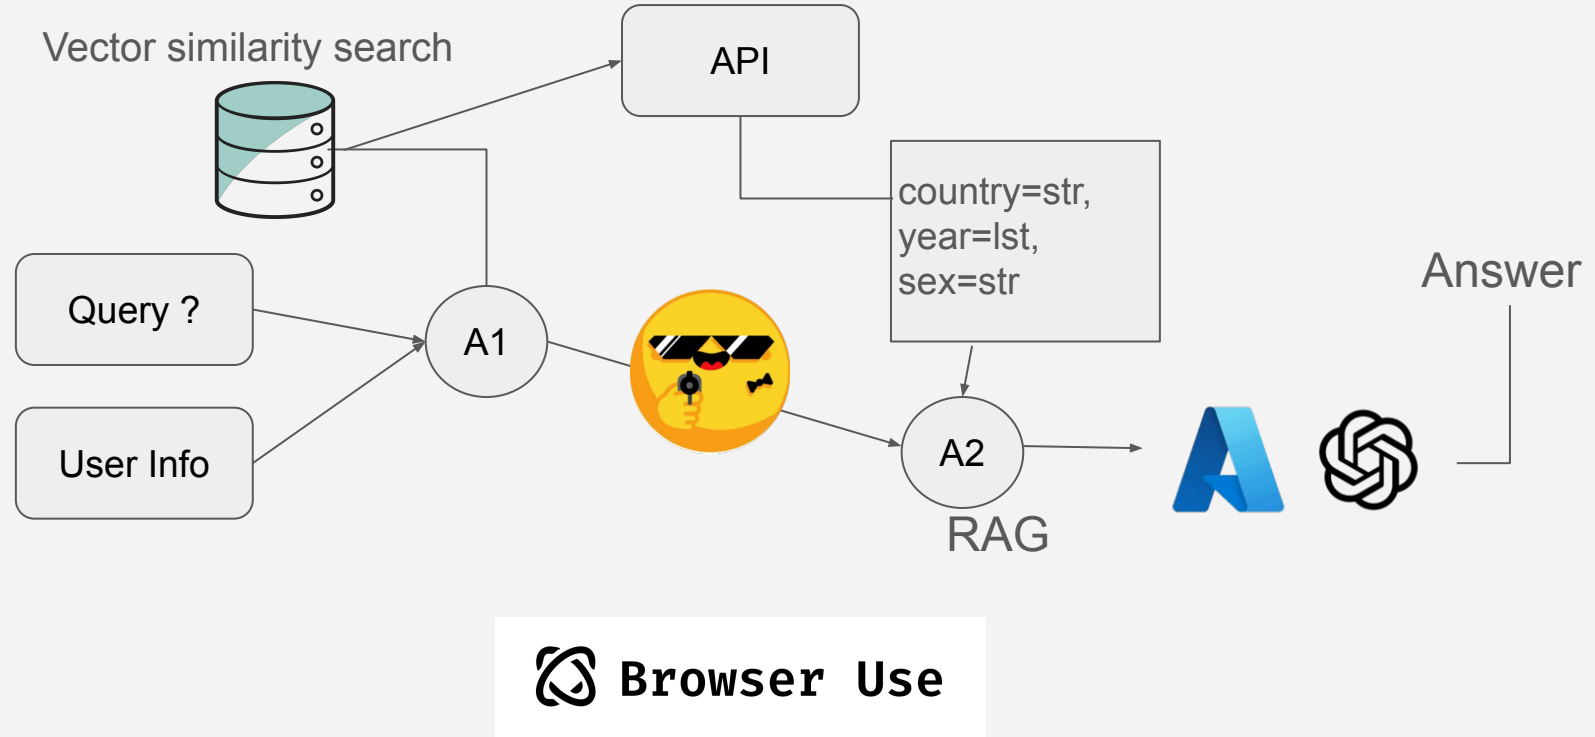 Vector similarity search
API
country=str,
year=lst,
sex=str
Query ?
A1
User Info
A2
RAG
Answer
Browser Use